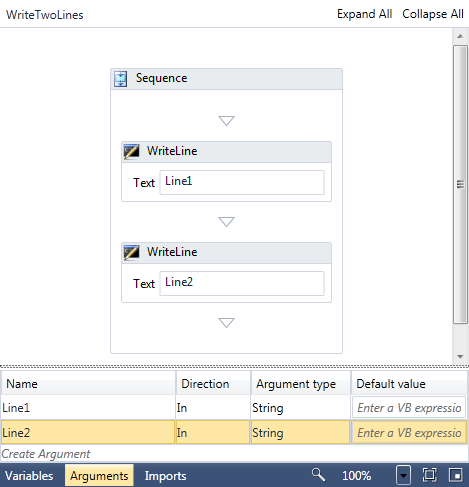 WriteTwoLines Expand All Collapse All
Sequence
WriteLine
Text Line1
WriteLine
Text Line2
Name Direction Argument type Default value
Line1 In String Enter a VB expressio
Line2 In String Enter a VB expressio
Create Argument
Variables Arguments Imports 100%